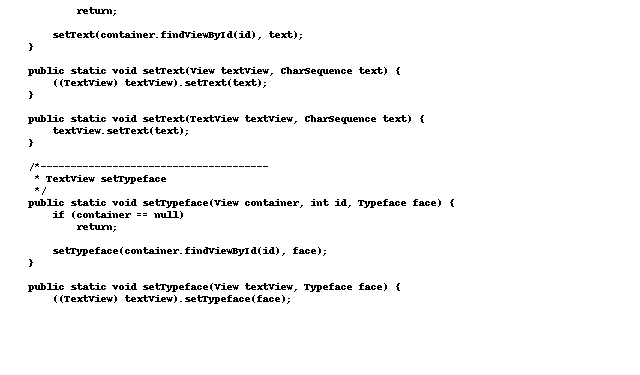 return;

    setText(container.findViewById(id), text);
}

public static void setText(View textView, CharSequence text) {
    ((TextView) textView).setText(text);
}

public static void setText(TextView textView, CharSequence text) {
    textView.setText(text);
}

/*--------------------------------------
 * TextView setTypeface
 */
public static void setTypeface(View container, int id, Typeface face) {
    if (container == null)
        return;

    setTypeface(container.findViewById(id), face);
}

public static void setTypeface(View textView, Typeface face) {
    ((TextView) textView).setTypeface(face);